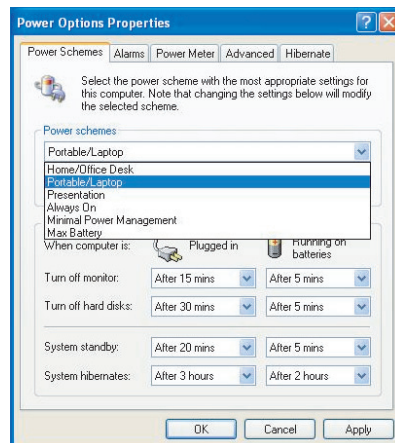 Power Options Properties
Power Schemes Alarms Power Meter Advanced Hibernate
Select the power scheme with the most appropriate settings for
this computer. Note that changing the settings below will modify
the selected scheme.
Power schemes
Portable/Laptop
Home/Office Desk
Portable/Laptop
Presentation
Always On
Minimal Power Management
Max Battery
When computer is: Plugged in Running on
batteries
Turn off monitor: After 15 mins After 5 mins
Turn off hard disks: After 30 mins After 5 mins
System standby: After 20 mins After 5 mins
System hibernates: After 3 hours After 2 hours
OK Cancel Apply